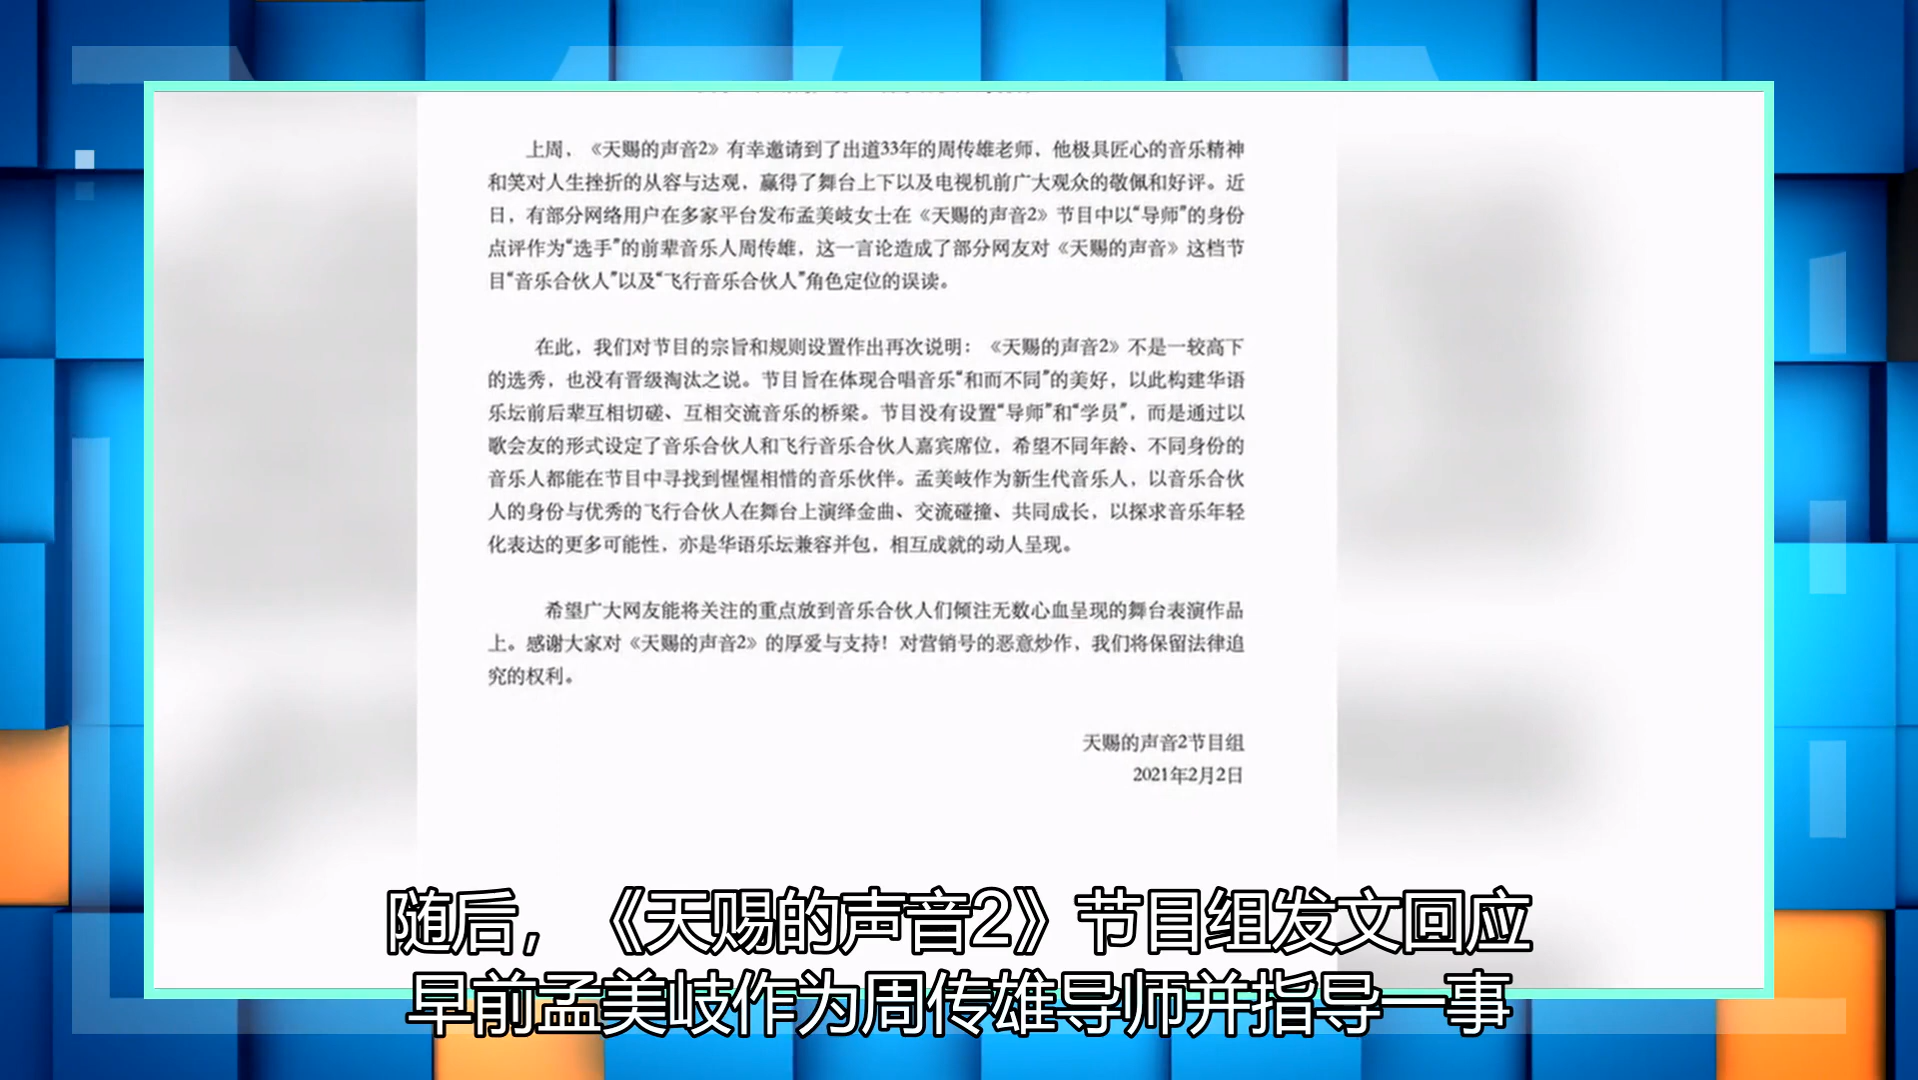 上周，《天赐的声音2》有幸邀请到了出道33年的周传雄老师，他极具匠心的音乐精神
和笑对人生挫折的从容与达观，赢得了舞台上下以及电视机前广大观众的敬佩和好评。近
日，有部分网络用户在多家平台发布孟美岐女士在《天赐的声音2》节目中以“导师”的身份
点评作为“选手”的前辈音乐人周传雄，这一言论造成了部分网友对《天赐的声音》这档节
目“音乐合伙人”以及“飞行音乐合伙人”角色定位的误读。
在此，我们对节目的宗旨和规则设置作出再次说明：《天赐的声音2》不是一较高下
的选秀，也没有晋级淘汰之说。节目旨在体现合唱音乐“和而不同”的美好，以此构建华语
乐坛前后辈互相切磋、互相交流音乐的桥梁。节目没有设置“导师”和“学员”，而是通过以
歌会友的形式设定了音乐合伙人和飞行音乐合伙人嘉宾席位，希望不同年龄、不同身份的
音乐人都能在节目中寻找到惺惺相惜的音乐伙伴。孟美岐作为新生代音乐人，以音乐合伙
人的身份与优秀的飞行合伙人在舞台上演绎金曲、交流碰撞、共同成长，以探求音乐年轻
化表达的更多可能性，亦是华语乐坛兼容并包，相互成就的动人呈现。
希望广大网友能将关注的重点放到音乐合伙人们倾注无数心血呈现的舞台表演作品
上。感谢大家对《天赐的声音2》的厚爱与支持！对营销号的恶意炒作，我们将保留法律追
究的权利。
天赐的声音2节目组
2021年2月2日
随后，《天赐的声音2》节目组发文回应
早前孟美岐作为周传雄导师并指导一事